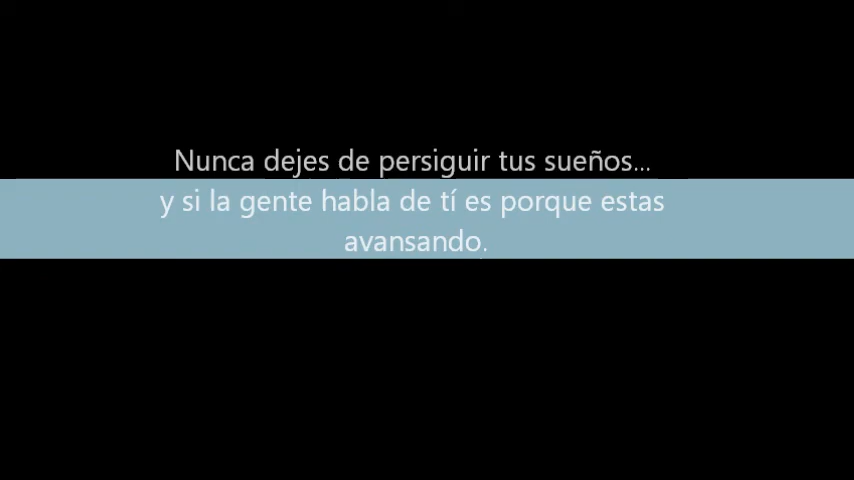 Nunca dejes de persiguir tus sueños...
y si la gente habla de tí es porque estas
avansando.